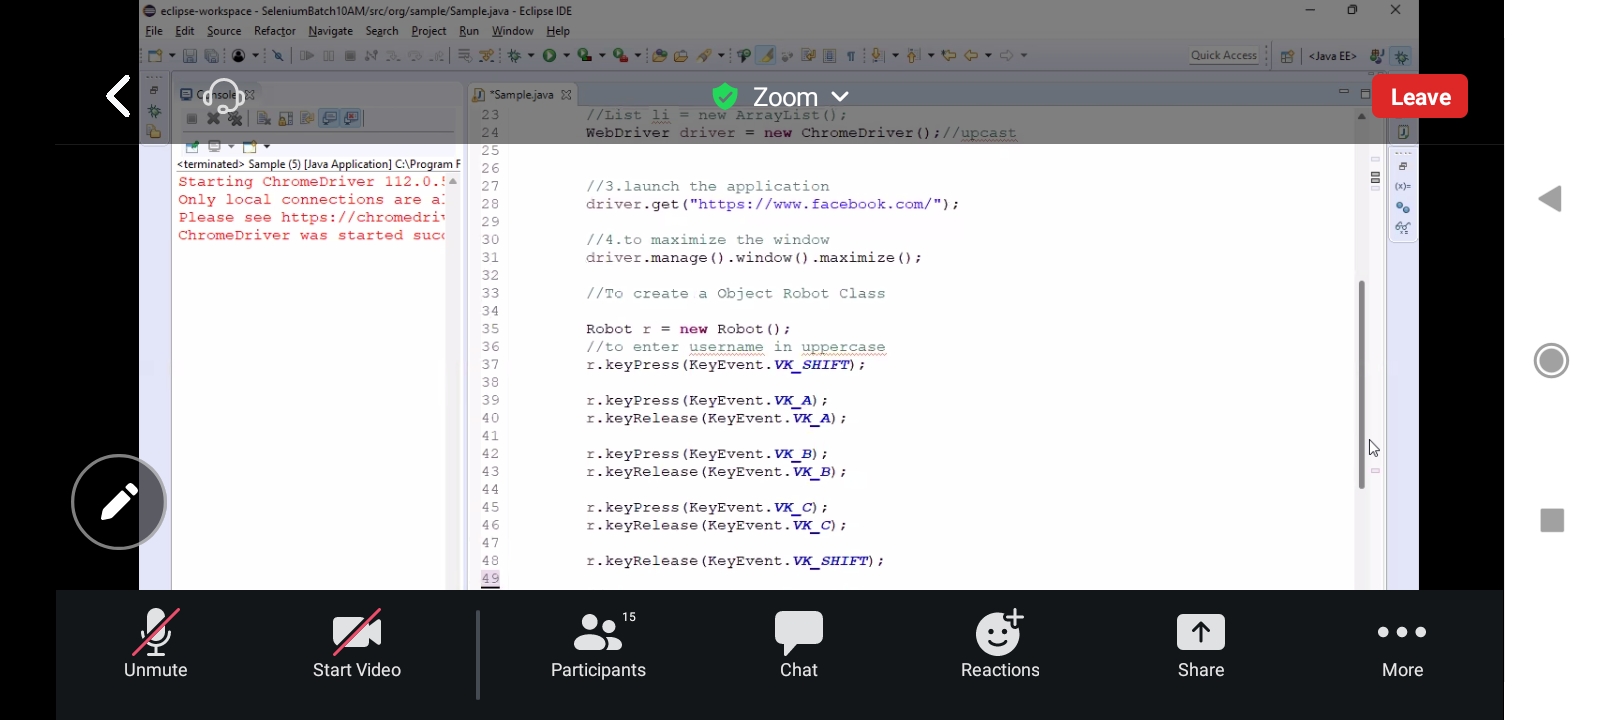 eclipse-workspace - SeleniumBatch10AM/src/org/sample/Sample.java - Eclipse IDE
File Edit Source Refactor Navigate Search Project Run Window Help
Quick Access <Java EE>
Console
*Sample.java
Zoom
Leave
<terminated> Sample (5) [Java Application] C:\Program F
Starting ChromeDriver 112.0.5
Only local connections are al
Please see https://chromedriv
ChromeDriver was started succ
23 //List li = new ArrayList();
24 WebDriver driver = new ChromeDriver();//upcast
25
26
27 //3.launch the application
28 driver.get("https://www.facebook.com/");
29
30 //4.to maximize the window
31 driver.manage().window().maximize();
32
33 //To create a Object Robot Class
34
35 Robot r = new Robot();
36 //to enter username in uppercase
37 r.keyPress(KeyEvent.VK_SHIFT);
38
39 r.keyPress(KeyEvent.VK_A);
40 r.keyRelease(KeyEvent.VK_A);
41
42 r.keyPress(KeyEvent.VK_B);
43 r.keyRelease(KeyEvent.VK_B);
44
45 r.keyPress(KeyEvent.VK_C);
46 r.keyRelease(KeyEvent.VK_C);
47
48 r.keyRelease(KeyEvent.VK_SHIFT);
49
(x)=
15
Unmute Start Video Participants Chat Reactions Share More